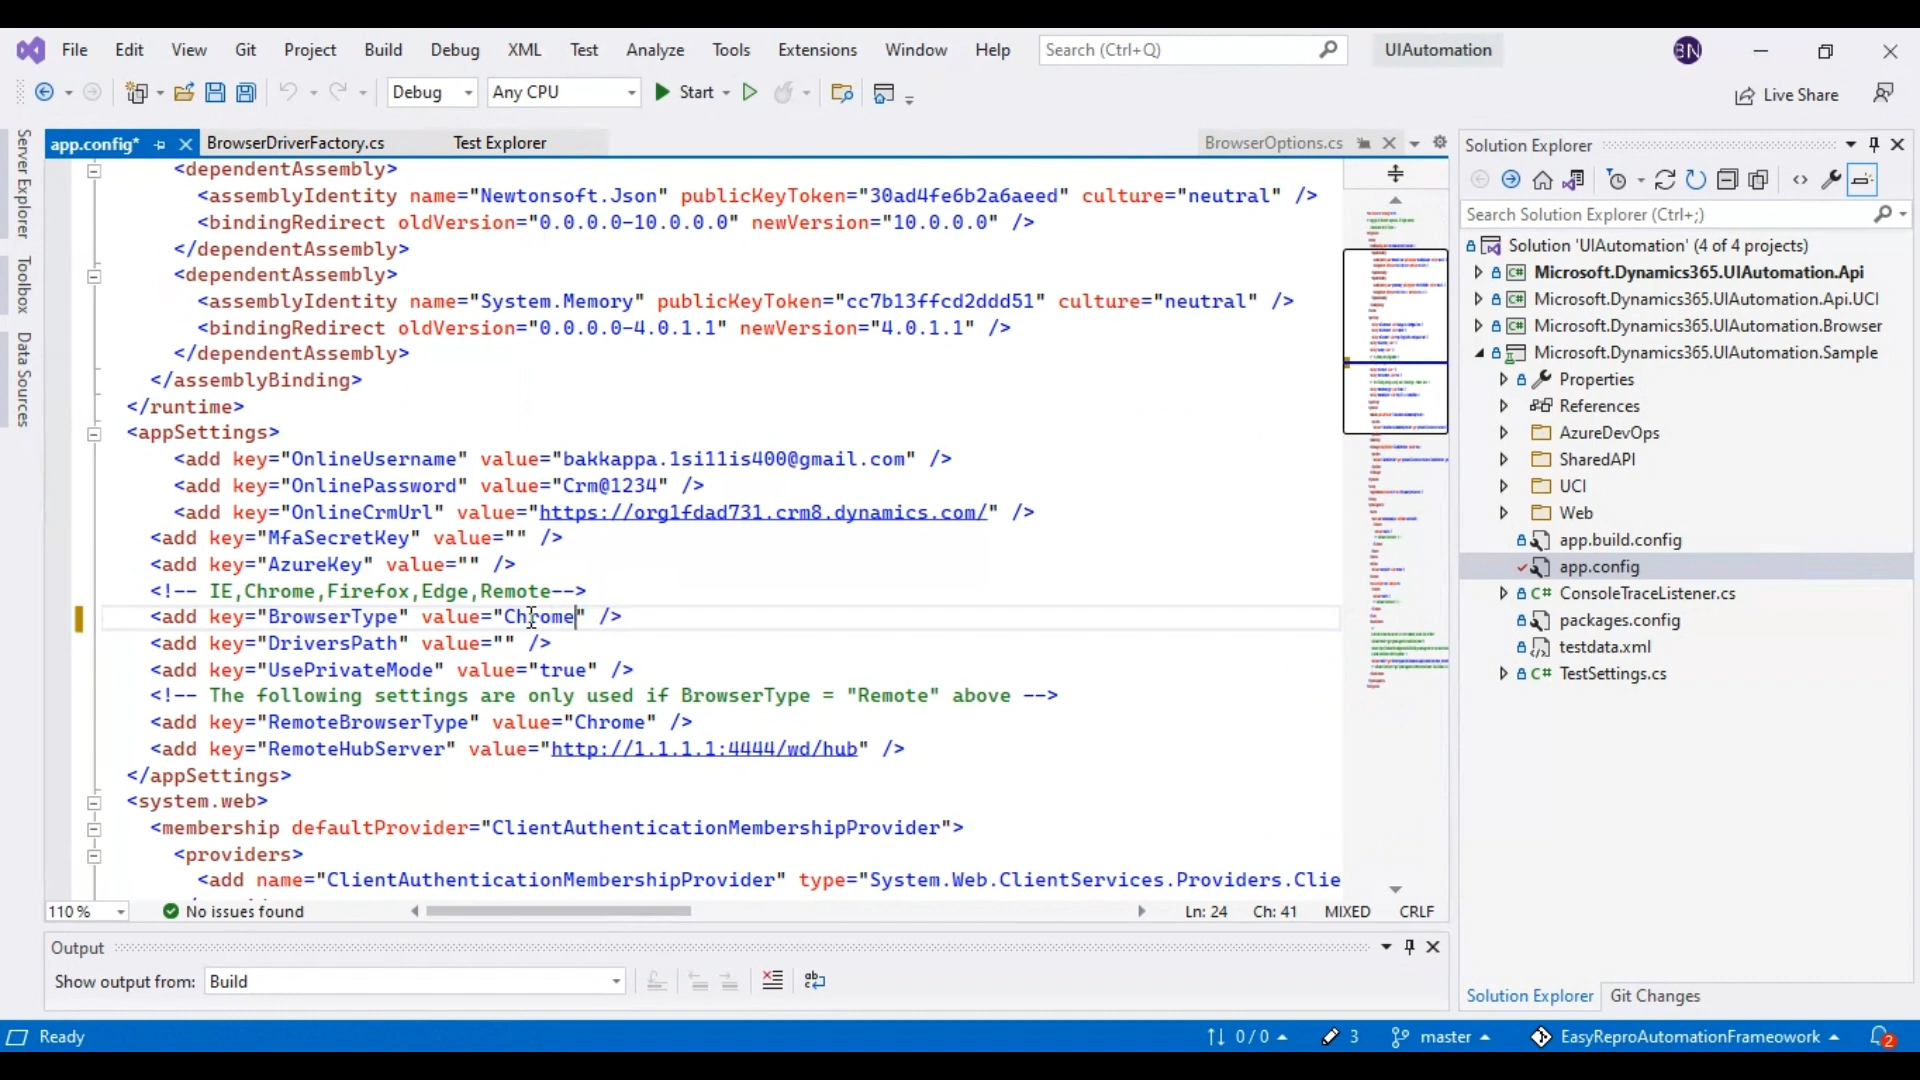 File Edit View Git Project Build Debug XML Test Analyze Tools Extensions Window Help Search (Ctrl+Q) UIAutomation BN
Debug Any CPU Start Live Share
Server Explorer
Toolbox
Data Sources
app.config* BrowserDriverFactory.cs Test Explorer BrowserOptions.cs
<dependentAssembly>
<assemblyIdentity name="Newtonsoft.Json" publicKeyToken="30ad4fe6b2a6aeed" culture="neutral" />
<bindingRedirect oldVersion="0.0.0.0-10.0.0.0" newVersion="10.0.0.0" />
</dependentAssembly>
<dependentAssembly>
<assemblyIdentity name="System.Memory" publicKeyToken="cc7b13ffcd2ddd51" culture="neutral" />
<bindingRedirect oldVersion="0.0.0.0-4.0.1.1" newVersion="4.0.1.1" />
</dependentAssembly>
</assemblyBinding>
</runtime>
<appSettings>
<add key="OnlineUsername" value="bakkappa.1si11is400@gmail.com" />
<add key="OnlinePassword" value="Crm@1234" />
<add key="OnlineCrmUrl" value="https://org1fdad731.crm8.dynamics.com/" />
<add key="MfaSecretKey" value="" />
<add key="AzureKey" value="" />
<!-- IE,Chrome,Firefox,Edge,Remote-->
<add key="BrowserType" value="Chrome" />
<add key="DriversPath" value="" />
<add key="UsePrivateMode" value="true" />
<!-- The following settings are only used if BrowserType = "Remote" above -->
<add key="RemoteBrowserType" value="Chrome" />
<add key="RemoteHubServer" value="http://1.1.1.1:4444/wd/hub" />
</appSettings>
<system.web>
<membership defaultProvider="ClientAuthenticationMembershipProvider">
<providers>
<add name="ClientAuthenticationMembershipProvider" type="System.Web.ClientServices.Providers.Clie
110 % No issues found Ln: 24 Ch: 41 MIXED CRLF
Output
Show output from: Build
Solution Explorer
Search Solution Explorer (Ctrl+;)
Solution 'UIAutomation' (4 of 4 projects)
Microsoft.Dynamics365.UIAutomation.Api
Microsoft.Dynamics365.UIAutomation.Api.UCI
Microsoft.Dynamics365.UIAutomation.Browser
Microsoft.Dynamics365.UIAutomation.Sample
Properties
References
AzureDevOps
SharedAPI
UCI
Web
app.build.config
app.config
C# ConsoleTraceListener.cs
packages.config
testdata.xml
C# TestSettings.cs
Solution Explorer Git Changes
Ready 0 / 0 3 master EasyReproAutomationFrameowork 2